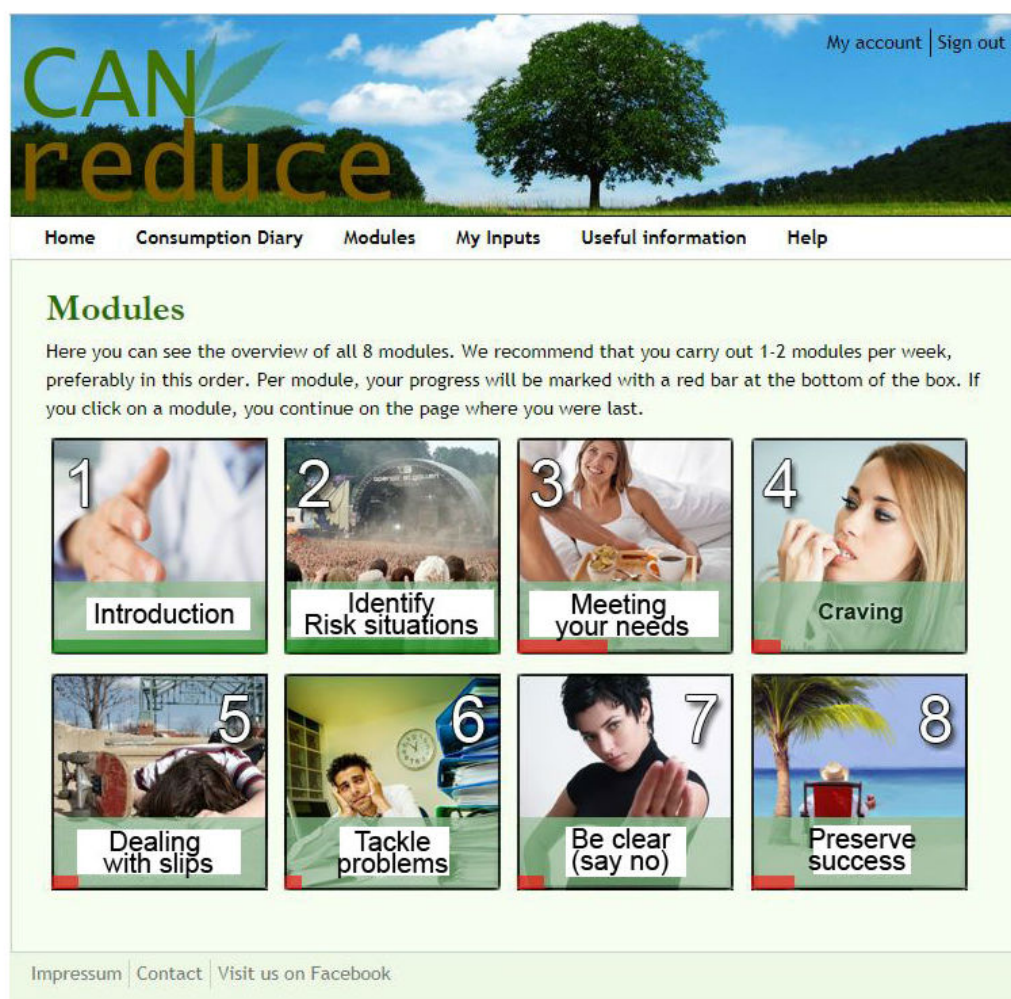 CAN
reduce
My account | Sign out
Home Consumption Diary Modules My Inputs Useful information Help
Modules
Here you can see the overview of all 8 modules. We recommend that you carry out 1-2 modules per week,
preferably in this order. Per module, your progress will be marked with a red bar at the bottom of the box. If
you click on a module, you continue on the page where you were last.
1
Introduction
2
Identify
Risk situations
3
Meeting
your needs
4
Craving
5
Dealing
with slips
6
Tackle
problems
7
Be clear
(say no)
8
Preserve
success
Impressum | Contact | Visit us on Facebook